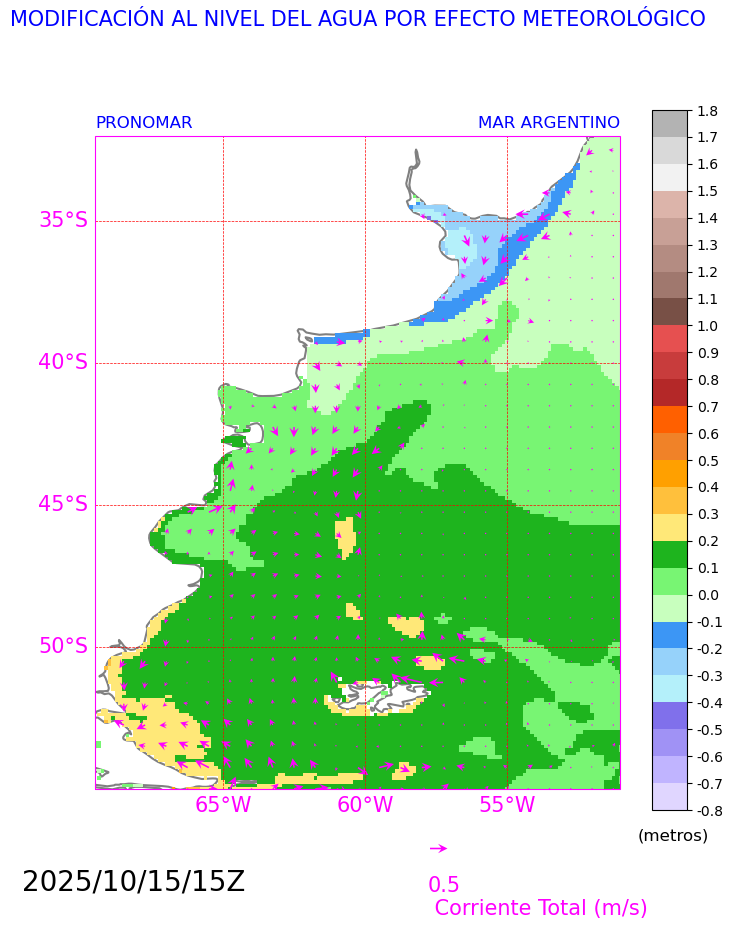 MODIFICACIÓN AL NIVEL DEL AGUA POR EFECTO METEOROLÓGICO
PRONOMAR
MAR ARGENTINO
35°S
40°S
45°S
50°S
65°W
60°W
55°W
1.8
1.7
1.6
1.5
1.4
1.3
1.2
1.1
1.0
0.9
0.8
0.7
0.6
0.5
0.4
0.3
0.2
0.1
0.0
-0.1
-0.2
-0.3
-0.4
-0.5
-0.6
-0.7
-0.8
(metros)
2025/10/15/15Z
0.5
Corriente Total (m/s)